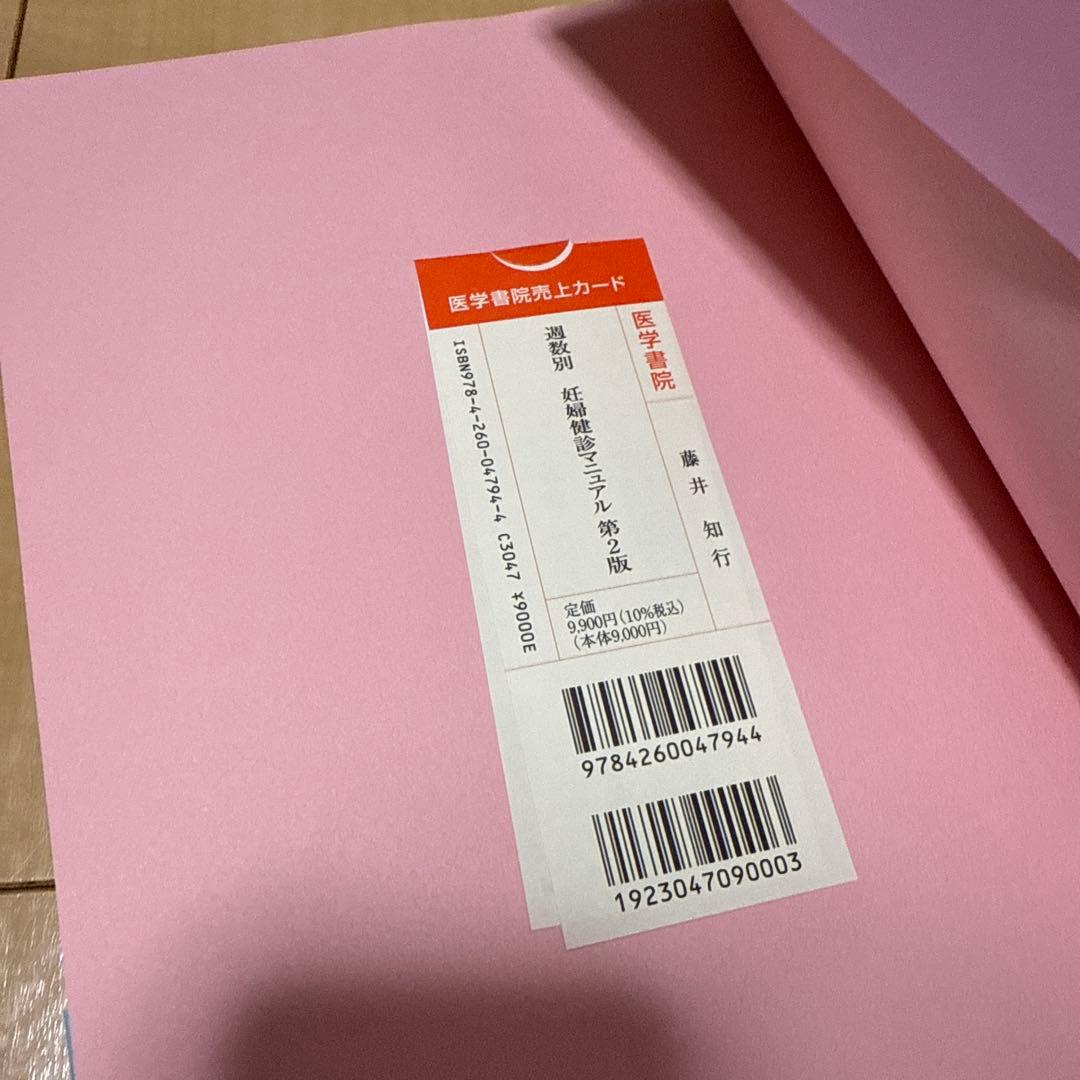 医学書院売上カード
医学書院
藤井 知行
週数別 妊婦健診マニュアル 第2版
定価
9,900円(10%税込)
(本体9,000円)
ISBN978-4-260-04794-4 C3047 ¥9000E
9784260047944
1923047090003